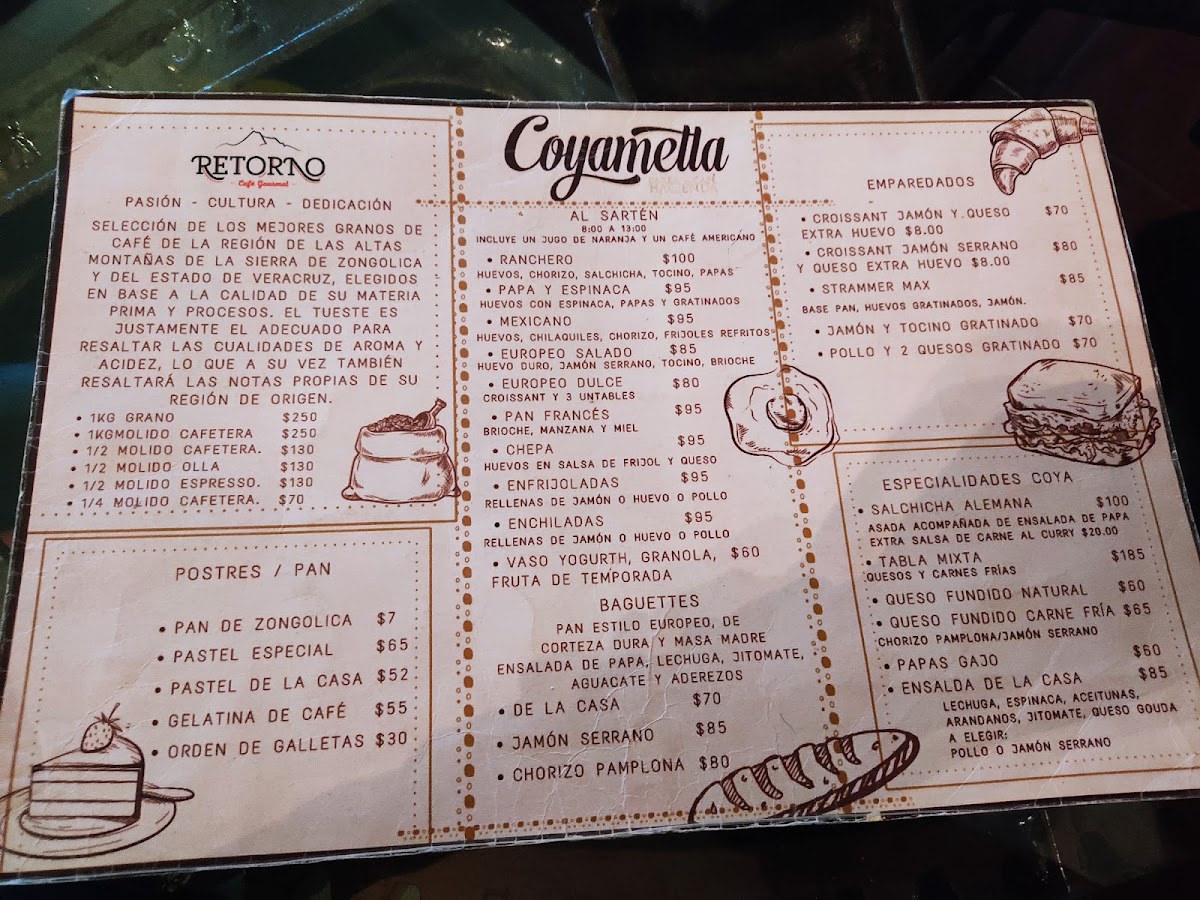 RETORNO
- Café Gourmet -
PASIÓN - CULTURA - DEDICACIÓN
SELECCIÓN DE LOS MEJORES GRANOS DE
CAFÉ DE LA REGIÓN DE LAS ALTAS
MONTAÑAS DE LA SIERRA DE ZONGOLICA
Y DEL ESTADO DE VERACRUZ, ELEGIDOS
EN BASE A LA CALIDAD DE SU MATERIA
PRIMA Y PROCESOS. EL TUESTE ES
JUSTAMENTE EL ADECUADO PARA
RESALTAR LAS CUALIDADES DE AROMA Y
ACIDEZ, LO QUE A SU VEZ TAMBIÉN
RESALTARÁ LAS NOTAS PROPIAS DE SU
REGIÓN DE ORIGEN.
• 1KG GRANO $250
• 1KGMOLIDO CAFETERA $250
• 1/2 MOLIDO CAFETERA. $130
• 1/2 MOLIDO OLLA $130
• 1/2 MOLIDO ESPRESSO. $130
• 1/4 MOLIDO CAFETERA. $70
POSTRES / PAN
• PAN DE ZONGOLICA $7
• PASTEL ESPECIAL $65
• PASTEL DE LA CASA $52
• GELATINA DE CAFÉ $55
• ORDEN DE GALLETAS $30
Coyametla
AL SARTÉN
8:00 A 13:00
INCLUYE UN JUGO DE NARANJA Y UN CAFÉ AMERICANO
• RANCHERO $100
HUEVOS, CHORIZO, SALCHICHA, TOCINO, PAPAS
• PAPA Y ESPINACA $95
HUEVOS CON ESPINACA, PAPAS Y GRATINADOS
• MEXICANO $95
HUEVOS, CHILAQUILES, CHORIZO, FRIJOLES REFRITOS
• EUROPEO SALADO $85
HUEVO DURO, JAMÓN SERRANO, TOCINO, BRIOCHE
• EUROPEO DULCE $80
CROISSANT Y 3 UNTABLES
• PAN FRANCÉS $95
BRIOCHE, MANZANA Y MIEL
• CHEPA $95
HUEVOS EN SALSA DE FRIJOL Y QUESO
• ENFRIJOLADAS $95
RELLENAS DE JAMÓN O HUEVO O POLLO
• ENCHILADAS $95
RELLENAS DE JAMÓN O HUEVO O POLLO
• VASO YOGURTH, GRANOLA, $60
FRUTA DE TEMPORADA
BAGUETTES
PAN ESTILO EUROPEO, DE
CORTEZA DURA Y MASA MADRE
ENSALADA DE PAPA, LECHUGA, JITOMATE,
AGUACATE Y ADEREZOS
• DE LA CASA $70
• JAMÓN SERRANO $85
• CHORIZO PAMPLONA $80
EMPAREDADOS
• CROISSANT JAMÓN Y QUESO $70
EXTRA HUEVO $8.00
• CROISSANT JAMÓN SERRANO $80
Y QUESO EXTRA HUEVO $8.00
• STRAMMER MAX $85
BASE PAN, HUEVOS GRATINADOS, JAMÓN.
• JAMÓN Y TOCINO GRATINADO $70
• POLLO Y 2 QUESOS GRATINADO $70
ESPECIALIDADES COYA
• SALCHICHA ALEMANA $100
ASADA ACOMPAÑADA DE ENSALADA DE PAPA
EXTRA SALSA DE CARNE AL CURRY $20.00
• TABLA MIXTA $185
QUESOS Y CARNES FRÍAS
• QUESO FUNDIDO NATURAL $60
• QUESO FUNDIDO CARNE FRÍA $65
CHORIZO PAMPLONA/JAMÓN SERRANO
• PAPAS GAJO $60
• ENSALDA DE LA CASA $85
LECHUGA, ESPINACA, ACEITUNAS,
ARANDANOS, JITOMATE, QUESO GOUDA
A ELEGIR:
POLLO O JAMÓN SERRANO